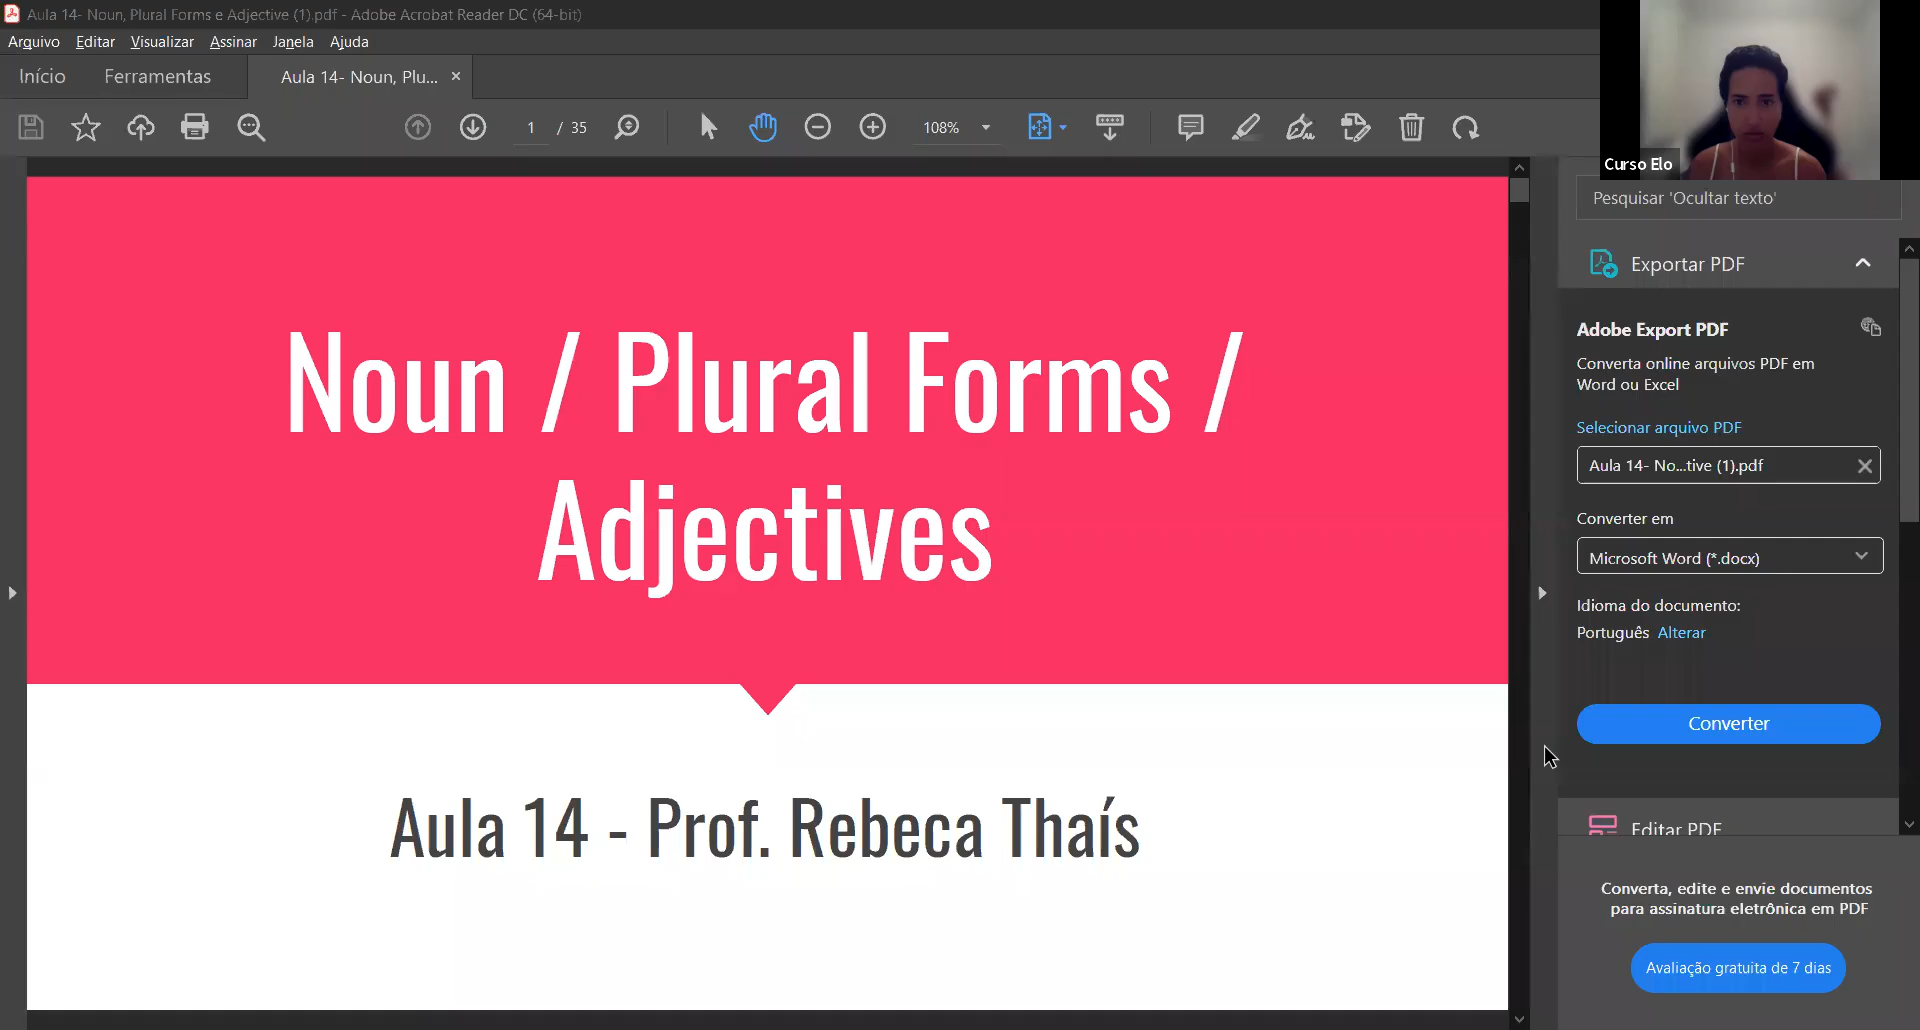 Aula 14- Noun, Plural Forms e Adjective (1).pdf - Adobe Acrobat Reader DC (64-bit)
Arquivo Editar Visualizar Assinar Janela Ajuda
Início Ferramentas Aula 14- Noun, Plu... ×
1 / 35 108%
Curso Elo
Pesquisar 'Ocultar texto'
Exportar PDF
Adobe Export PDF
Converta online arquivos PDF em
Word ou Excel
Selecionar arquivo PDF
Aula 14- No...tive (1).pdf
Converter em
Microsoft Word (*.docx)
Idioma do documento:
Português Alterar
Converter
Editar PDF
Converta, edite e envie documentos
para assinatura eletrônica em PDF
Avaliação gratuita de 7 dias
Noun / Plural Forms /
Adjectives
Aula 14 - Prof. Rebeca Thaís